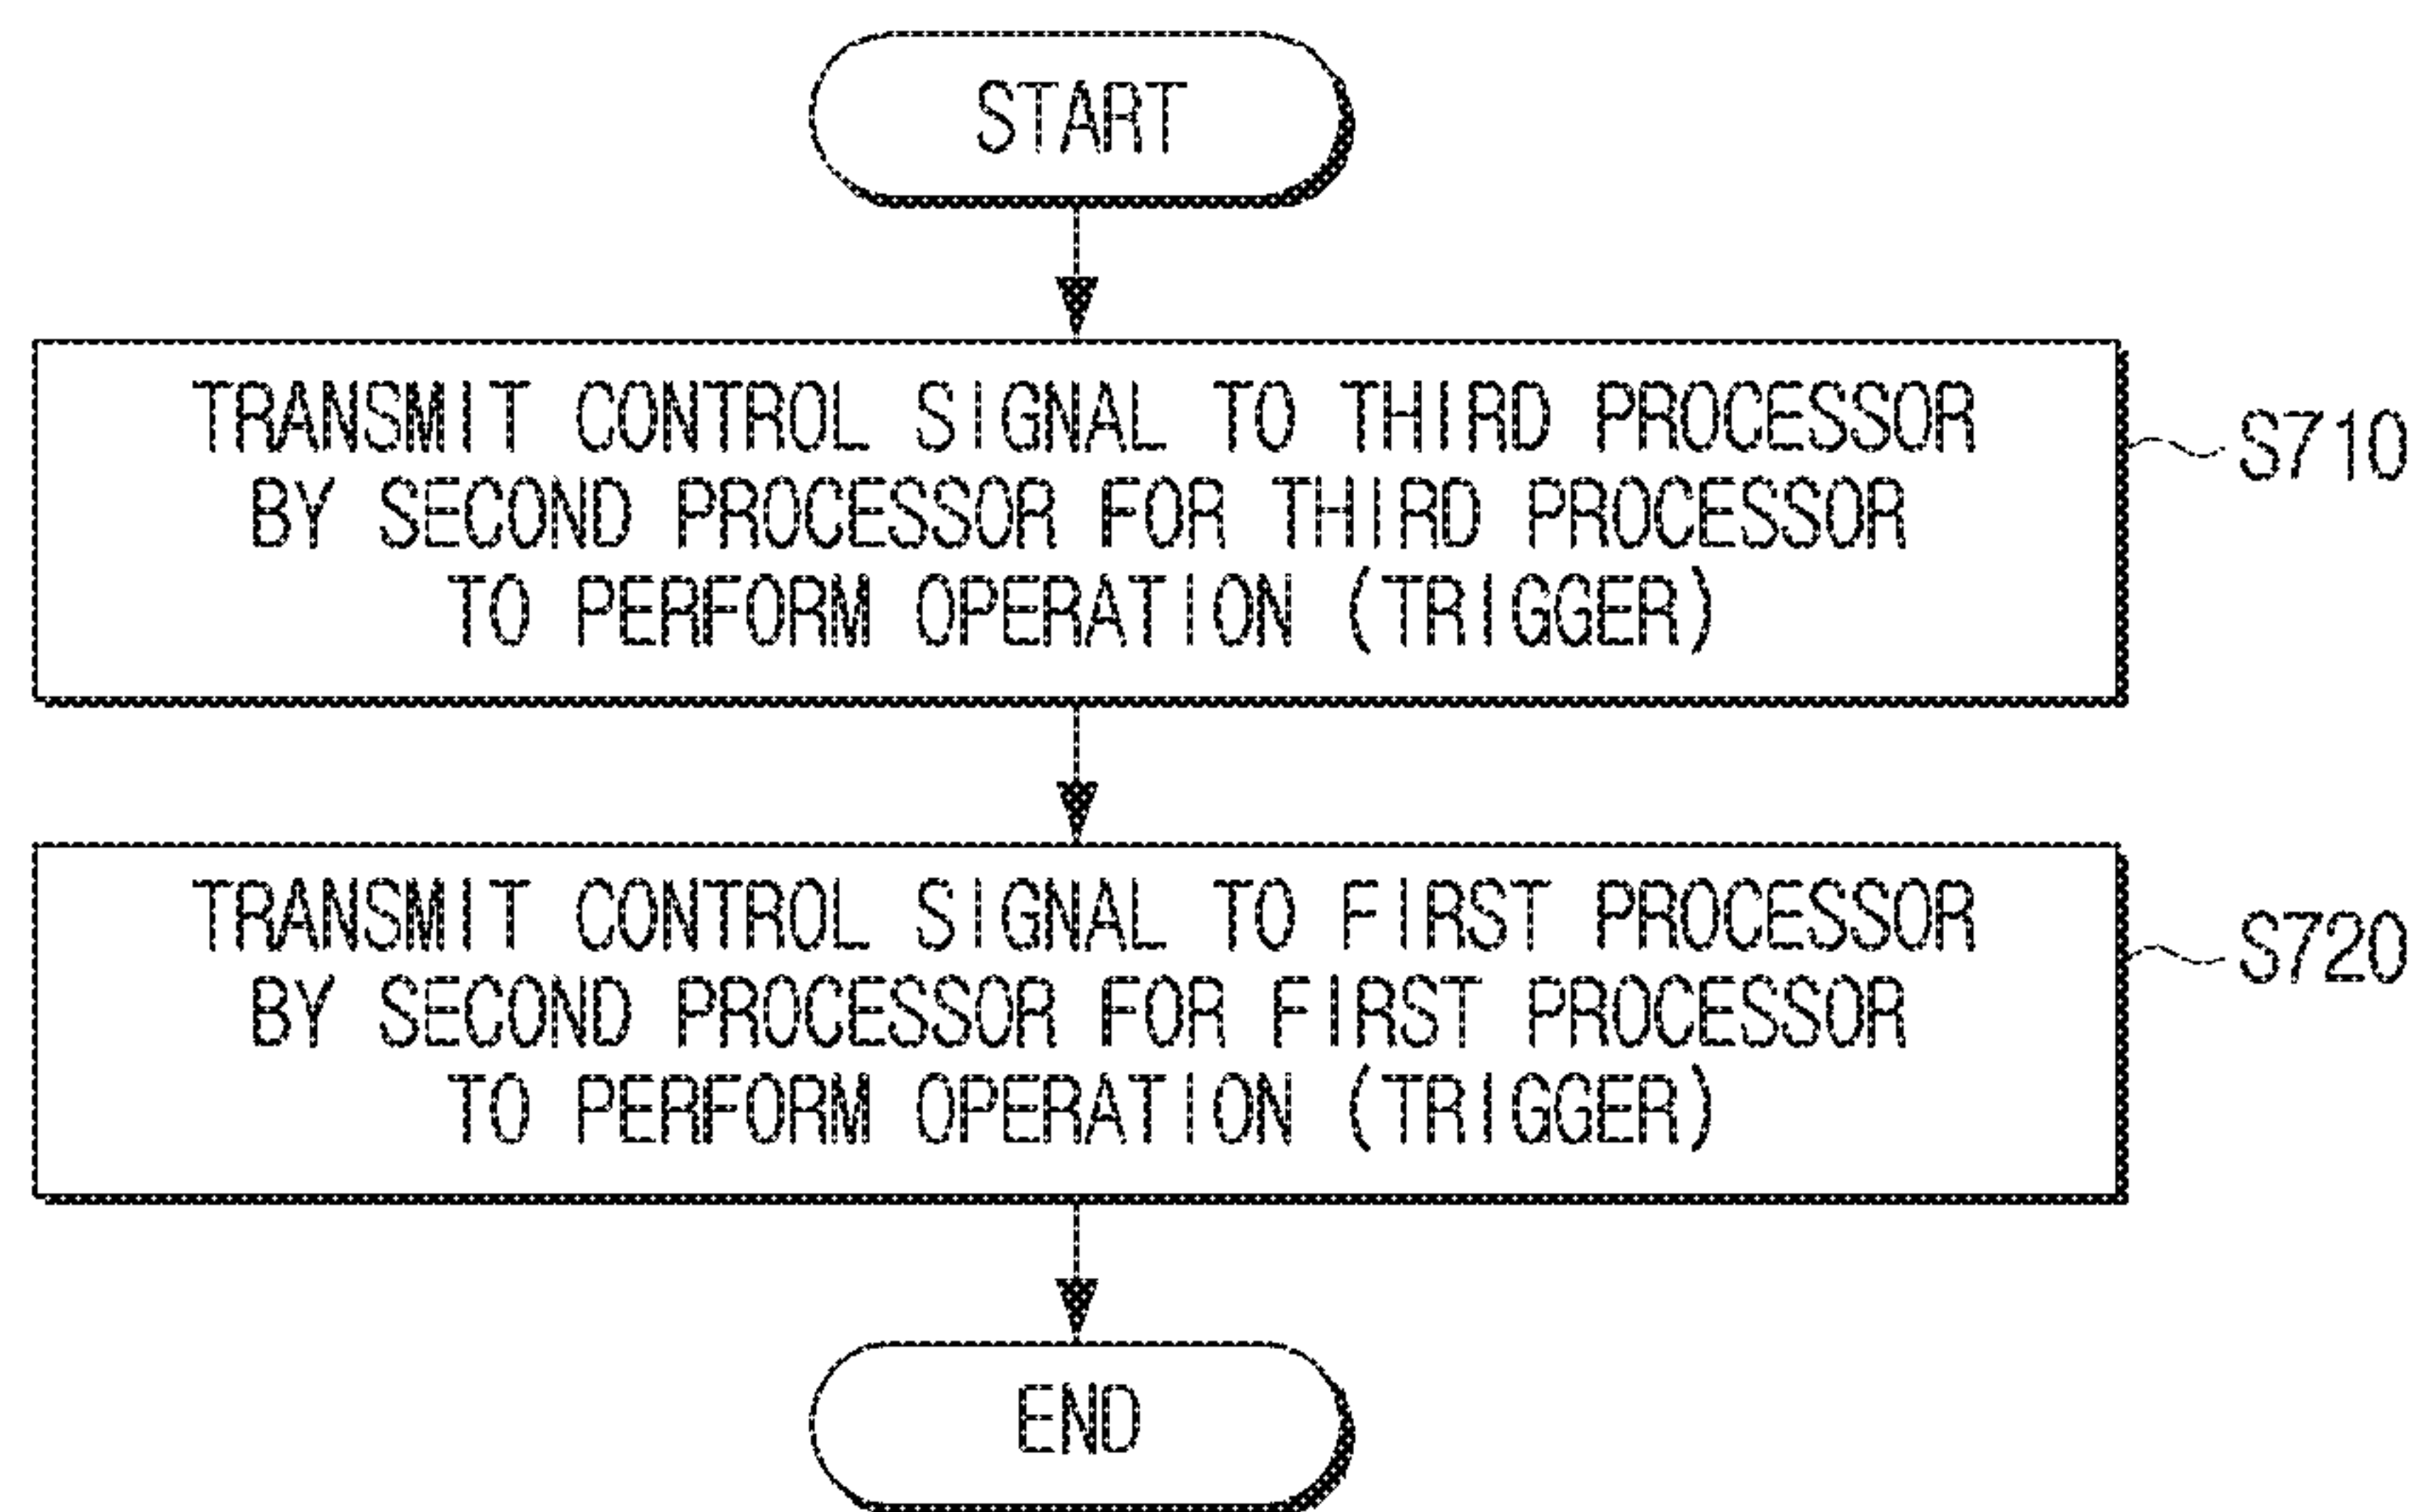 START
TRANSMIT CONTROL SIGNAL TO THIRD PROCESSOR
BY SECOND PROCESSOR FOR THIRD PROCESSOR
TO PERFORM OPERATION (TRIGGER)
S710
TRANSMIT CONTROL SIGNAL TO FIRST PROCESSOR
BY SECOND PROCESSOR FOR FIRST PROCESSOR
TO PERFORM OPERATION (TRIGGER)
S720
END